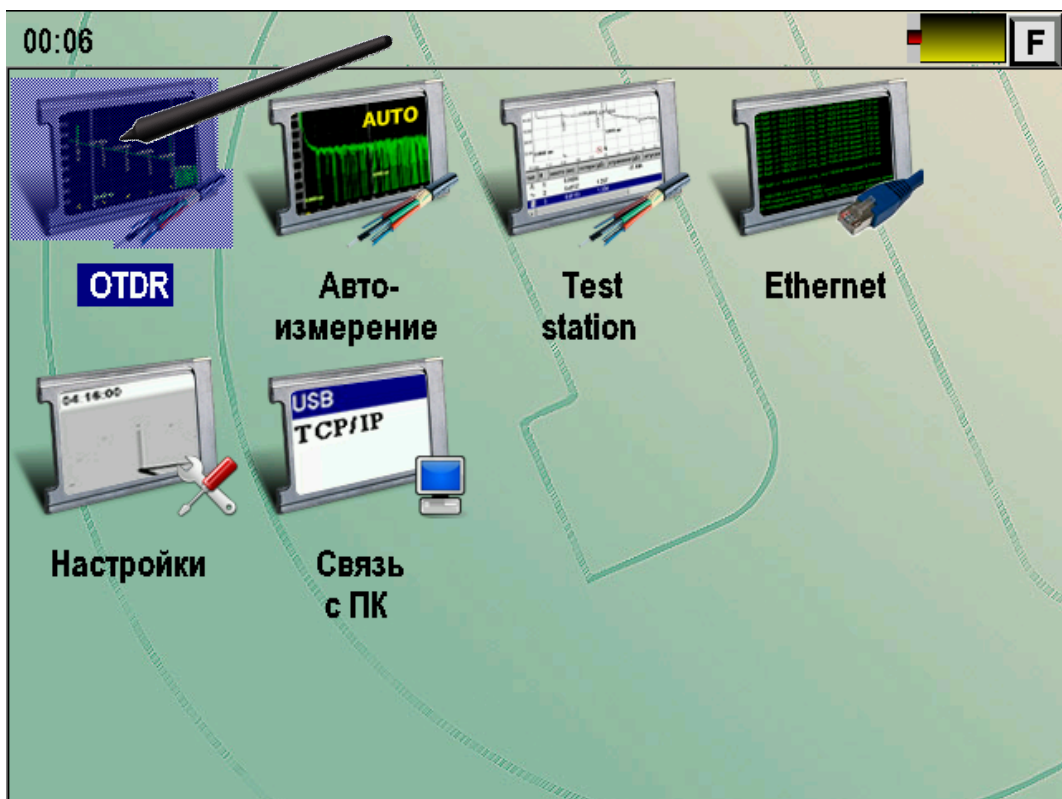 00:06
F
AUTO
OTDR
Авто-
измерение
Test
station
Ethernet
04:16:00
USB
TCP/IP
Настройки
Связь
с ПК